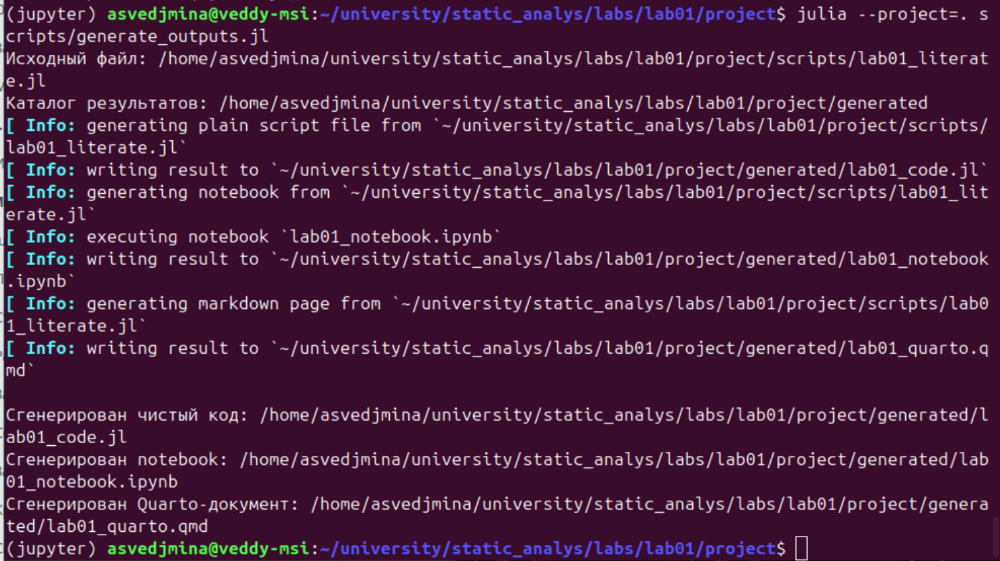 (jupyter) asvedjmina@veddy-msi:~/university/static_analys/labs/lab01/project$ julia --project=. s
cripts/generate_outputs.jl
Исходный файл: /home/asvedjmina/university/static_analys/labs/lab01/project/scripts/lab01_literat
e.jl
Каталог результатов: /home/asvedjmina/university/static_analys/labs/lab01/project/generated
[ Info: generating plain script file from `~/university/static_analys/labs/lab01/project/scripts/
lab01_literate.jl`
[ Info: writing result to `~/university/static_analys/labs/lab01/project/generated/lab01_code.jl`
[ Info: generating notebook from `~/university/static_analys/labs/lab01/project/scripts/lab01_lit
erate.jl`
[ Info: executing notebook `lab01_notebook.ipynb`
[ Info: writing result to `~/university/static_analys/labs/lab01/project/generated/lab01_notebook
.ipynb`
[ Info: generating markdown page from `~/university/static_analys/labs/lab01/project/scripts/lab0
1_literate.jl`
[ Info: writing result to `~/university/static_analys/labs/lab01/project/generated/lab01_quarto.q
md`
Сгенерирован чистый код: /home/asvedjmina/university/static_analys/labs/lab01/project/generated/l
ab01_code.jl
Сгенерирован notebook: /home/asvedjmina/university/static_analys/labs/lab01/project/generated/lab
01_notebook.ipynb
Сгенерирован Quarto-документ: /home/asvedjmina/university/static_analys/labs/lab01/project/genera
ted/lab01_quarto.qmd
(jupyter) asvedjmina@veddy-msi:~/university/static_analys/labs/lab01/project$